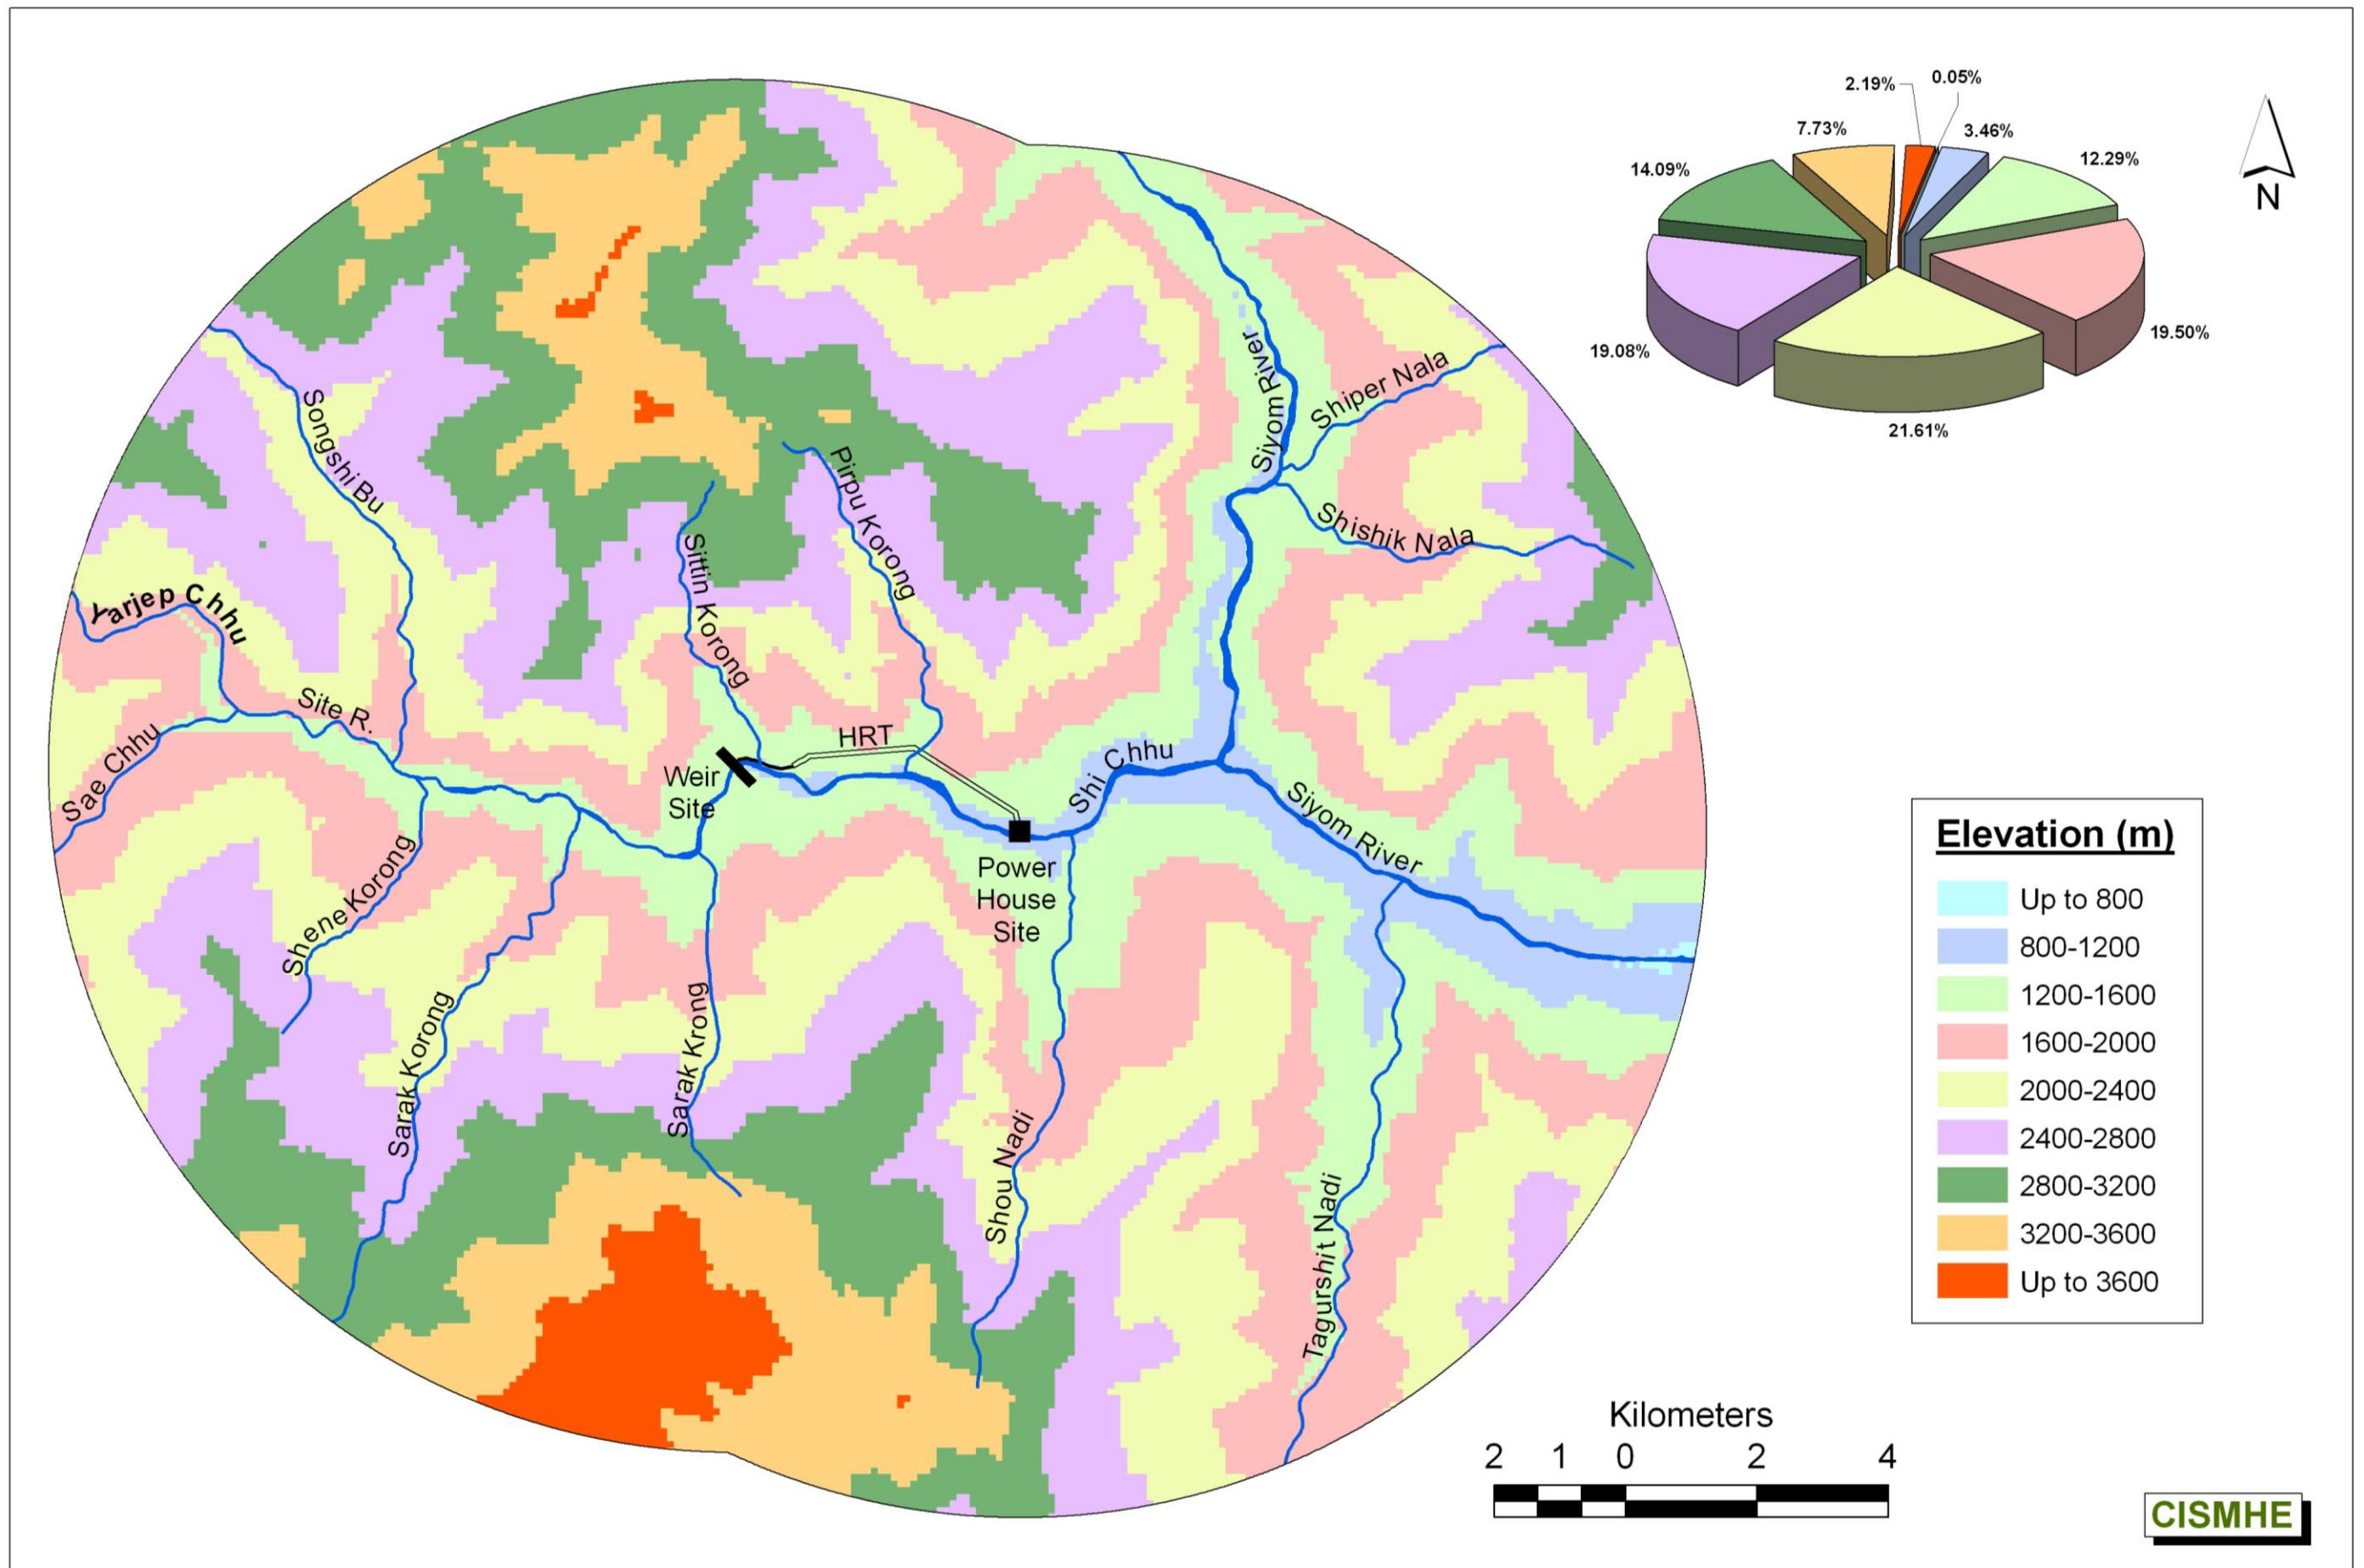 2.19%
0.05%
7.73%
3.46%
14.09%
12.29%
19.08%
19.50%
21.61%
N
Siyom River
Shiper Nala
Songshi Bu
Pirpu Korong
Shishik Nala
Sittin Korong
Yarjep Chhu
Site R.
Sae Chhu
HRT
Weir
Site
Shi Chhu
Siyom River
Power
House
Site
Shene Korong
Sarak Korong
Sarak Krong
Shou Nadi
Tagurshit Nadi
Elevation (m)
Up to 800
800-1200
1200-1600
1600-2000
2000-2400
2400-2800
2800-3200
3200-3600
Up to 3600
Kilometers
2 1 0 2 4
CISMHE